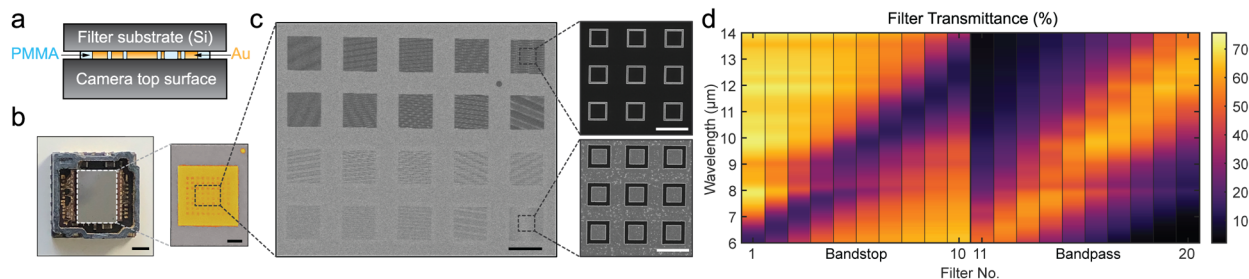 a
Filter substrate (Si)
PMMA
Au
Camera top surface
b
c
d
Filter Transmittance (%)
Wavelength (μm)
14
13
12
11
10
9
8
7
6
1
Bandstop
10
11
Bandpass
20
Filter No.
70
60
50
40
30
20
10